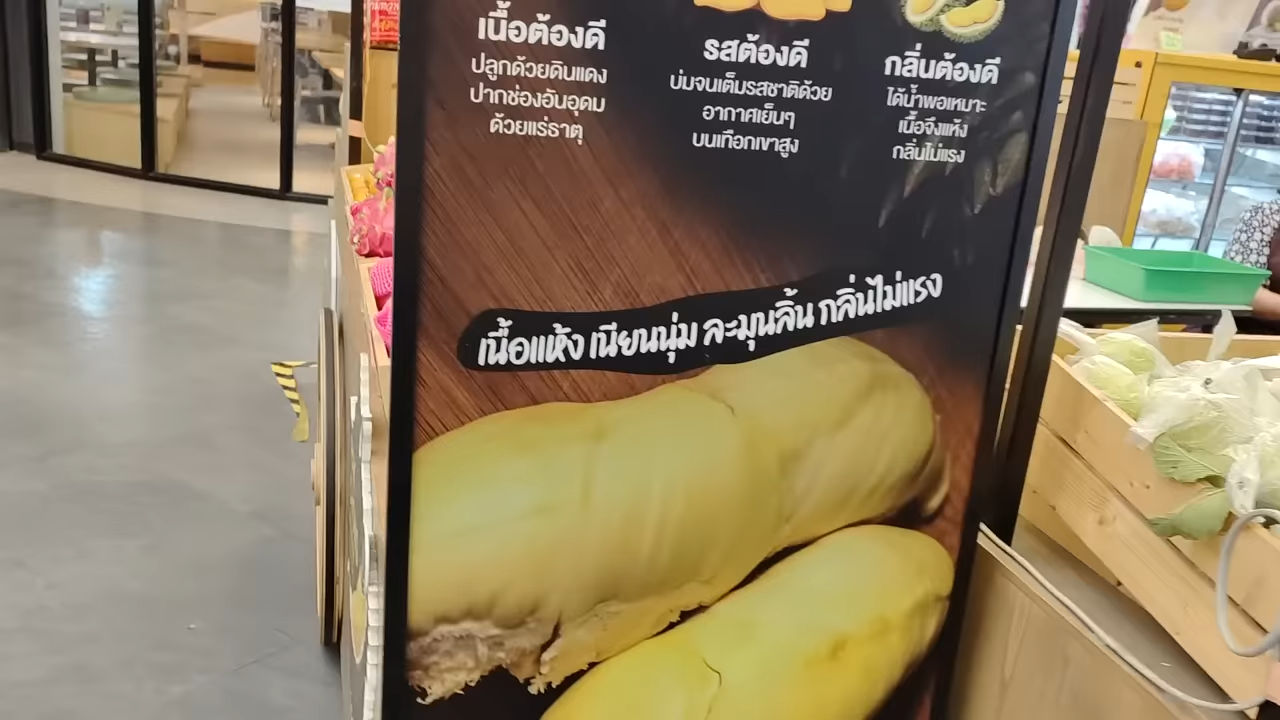 เนื้อต้องดี
ปลูกด้วยดินแดง
ปากช่องอันอุดม
ด้วยแร่ธาตุ
รสต้องดี
บ่มจนเต็มรสชาติด้วย
อากาศเย็นๆ
บนเทือกเขาสูง
กลิ่นต้องดี
ได้น้ำพอเหมาะ
เนื้อจึงแห้ง
กลิ่นไม่แรง
เนื้อแห้ง เนียนนุ่ม ละมุนลิ้น กลิ่นไม่แรง